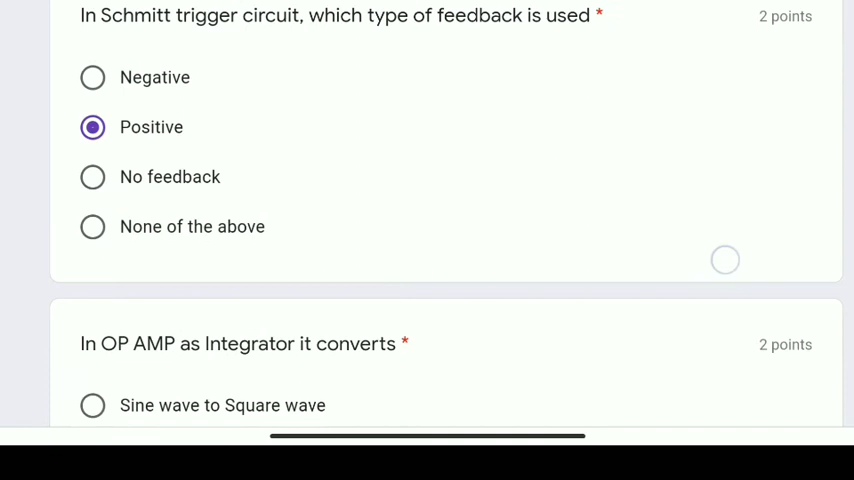 In Schmitt trigger circuit, which type of feedback is used *
2 points
Negative
Positive
No feedback
None of the above
In OP AMP as Integrator it converts *
2 points
Sine wave to Square wave